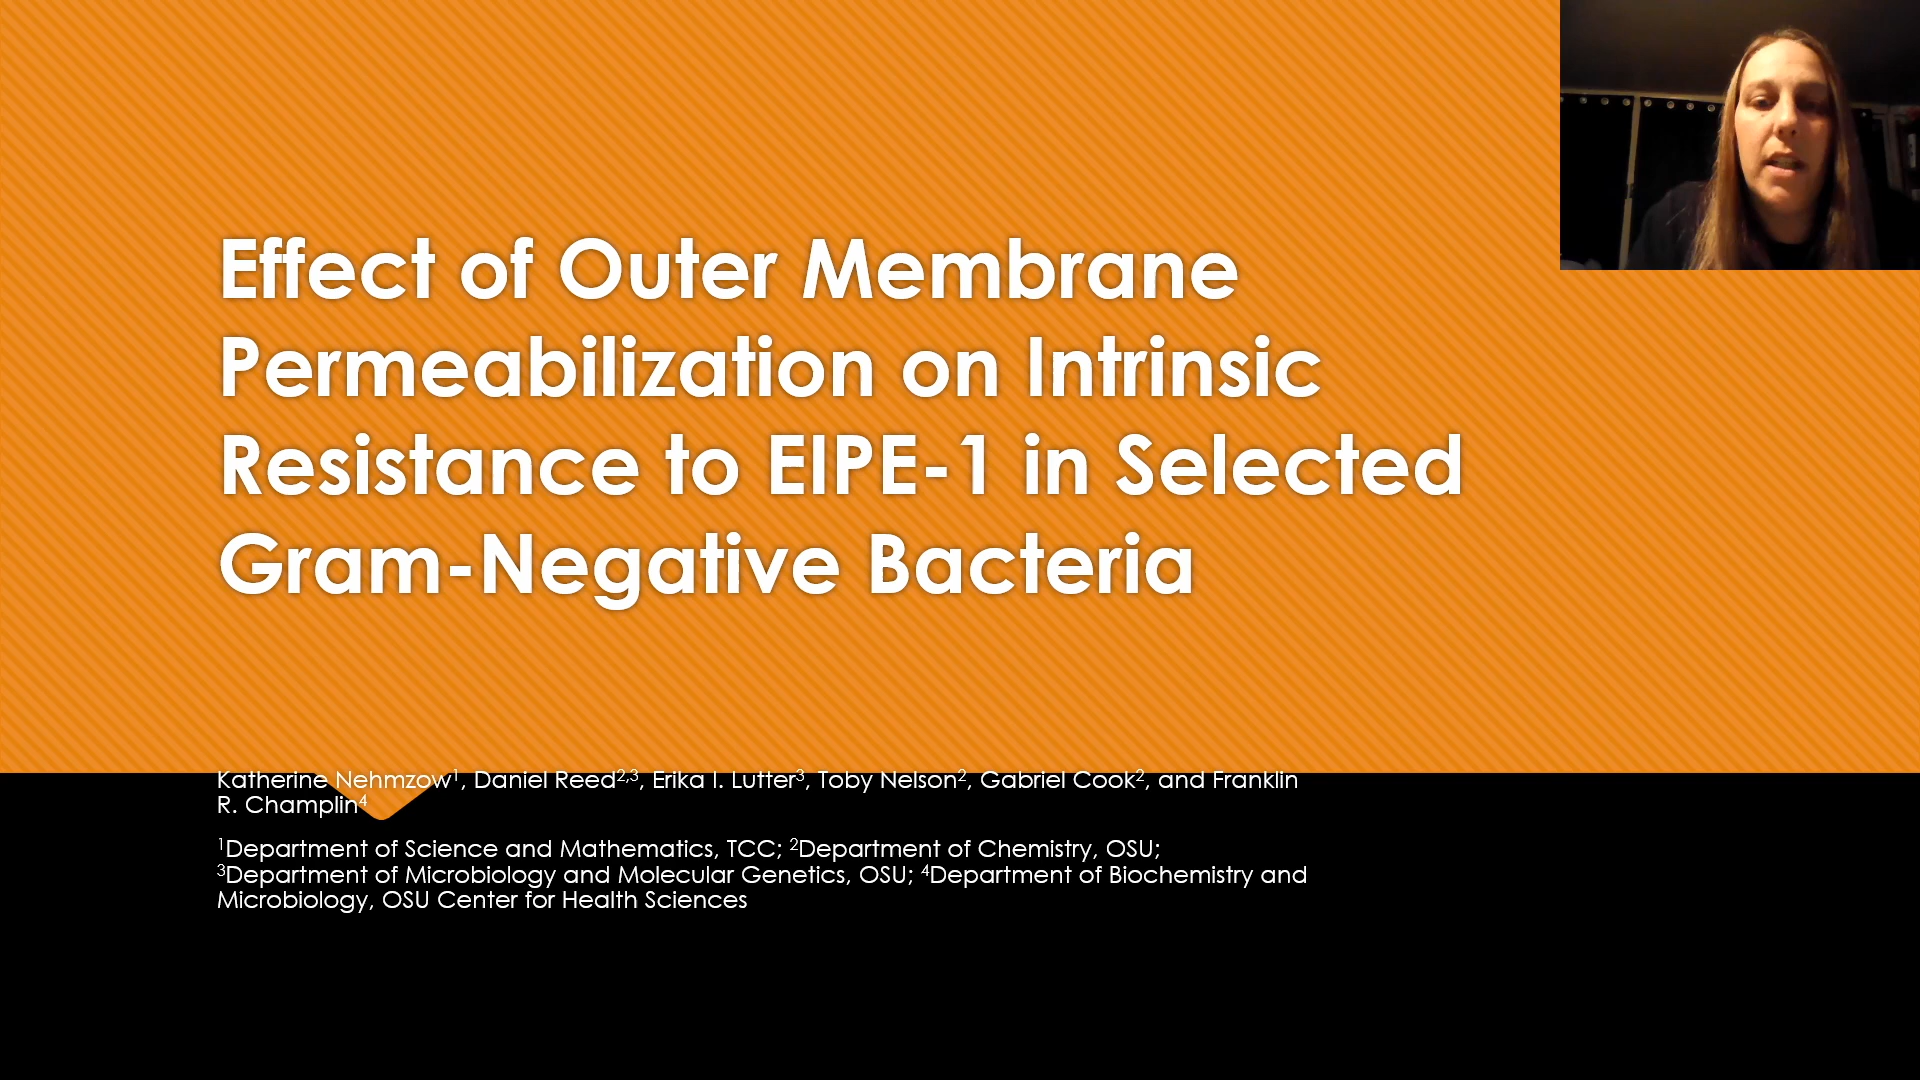 Effect of Outer Membrane
Permeabilization on Intrinsic
Resistance to EIPE-1 in Selected
Gram-Negative Bacteria
Katherine Nehmzow¹, Daniel Reed²,³, Erika I. Lutter³, Toby Nelson², Gabriel Cook², and Franklin
R. Champlin⁴
¹Department of Science and Mathematics, TCC; ²Department of Chemistry, OSU;
³Department of Microbiology and Molecular Genetics, OSU; ⁴Department of Biochemistry and
Microbiology, OSU Center for Health Sciences